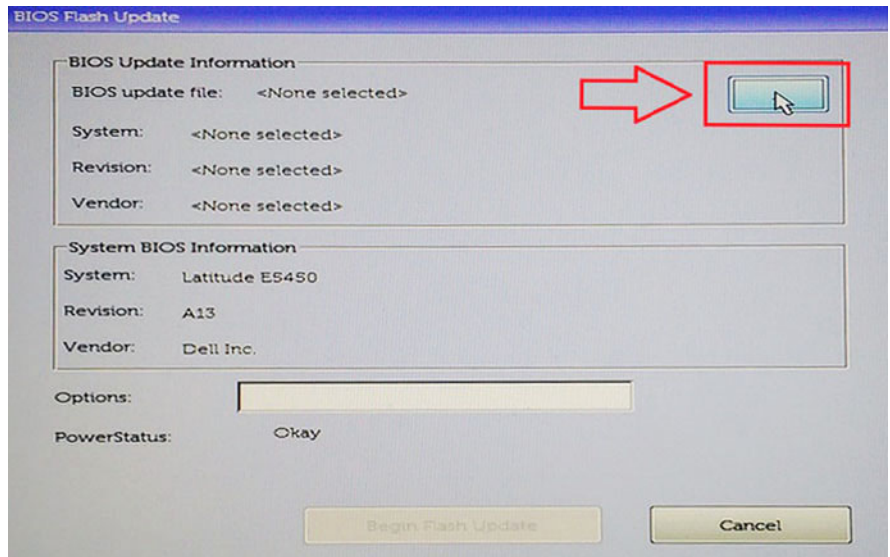 BIOS Flash Update
BIOS Update Information
BIOS update file: <None selected>
System: <None selected>
Revision: <None selected>
Vendor: <None selected>
System BIOS Information
System: Latitude E5450
Revision: A13
Vendor: Dell Inc.
Options:
PowerStatus: Okay
Begin Flash Update Cancel